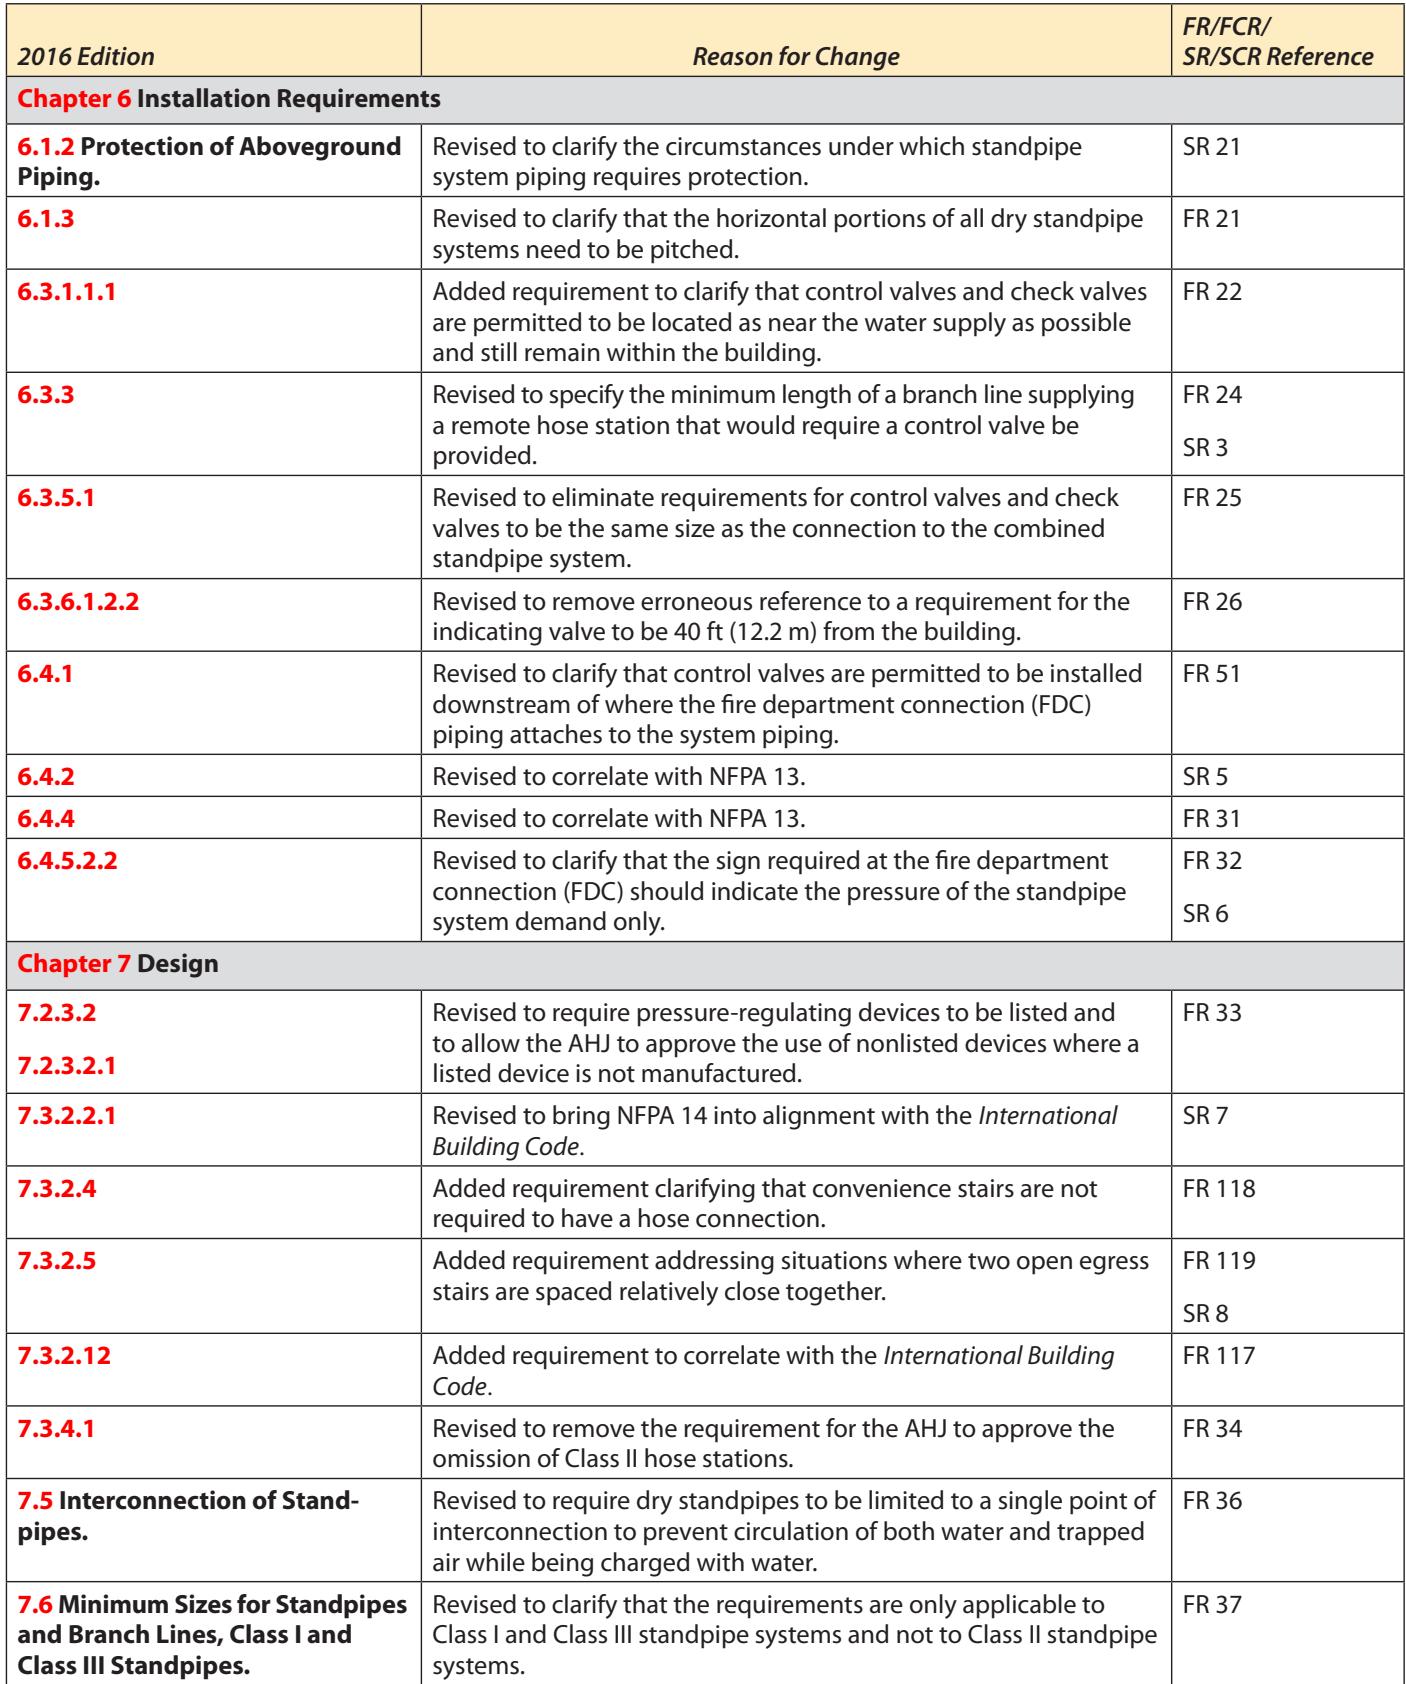 2016 Edition
Reason for Change
FR/FCR/
SR/SCR Reference
Chapter 6 Installation Requirements
6.1.2 Protection of Aboveground
Piping.
Revised to clarify the circumstances under which standpipe
system piping requires protection.
SR 21
6.1.3
Revised to clarify that the horizontal portions of all dry standpipe
systems need to be pitched.
FR 21
6.3.1.1.1
Added requirement to clarify that control valves and check valves
are permitted to be located as near the water supply as possible
and still remain within the building.
FR 22
6.3.3
Revised to specify the minimum length of a branch line supplying
a remote hose station that would require a control valve be
provided.
FR 24
SR 3
6.3.5.1
Revised to eliminate requirements for control valves and check
valves to be the same size as the connection to the combined
standpipe system.
FR 25
6.3.6.1.2.2
Revised to remove erroneous reference to a requirement for the
indicating valve to be 40 ft (12.2 m) from the building.
FR 26
6.4.1
Revised to clarify that control valves are permitted to be installed
downstream of where the fire department connection (FDC)
piping attaches to the system piping.
FR 51
6.4.2
Revised to correlate with NFPA 13.
SR 5
6.4.4
Revised to correlate with NFPA 13.
FR 31
6.4.5.2.2
Revised to clarify that the sign required at the fire department
connection (FDC) should indicate the pressure of the standpipe
system demand only.
FR 32
SR 6
Chapter 7 Design
7.2.3.2
7.2.3.2.1
Revised to require pressure-regulating devices to be listed and
to allow the AHJ to approve the use of nonlisted devices where a
listed device is not manufactured.
FR 33
7.3.2.2.1
Revised to bring NFPA 14 into alignment with the International
Building Code.
SR 7
7.3.2.4
Added requirement clarifying that convenience stairs are not
required to have a hose connection.
FR 118
7.3.2.5
Added requirement addressing situations where two open egress
stairs are spaced relatively close together.
FR 119
SR 8
7.3.2.12
Added requirement to correlate with the International Building
Code.
FR 117
7.3.4.1
Revised to remove the requirement for the AHJ to approve the
omission of Class II hose stations.
FR 34
7.5 Interconnection of Stand-
pipes.
Revised to require dry standpipes to be limited to a single point of
interconnection to prevent circulation of both water and trapped
air while being charged with water.
FR 36
7.6 Minimum Sizes for Standpipes
and Branch Lines, Class I and
Class III Standpipes.
Revised to clarify that the requirements are only applicable to
Class I and Class III standpipe systems and not to Class II standpipe
systems.
FR 37